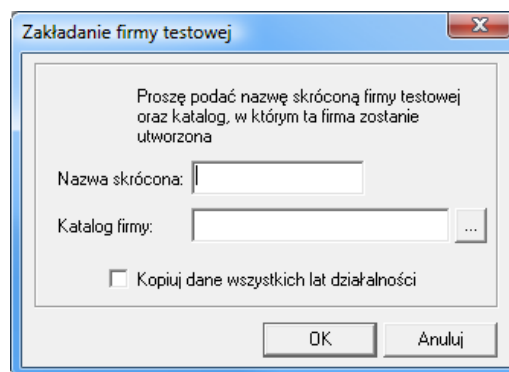 Zakładanie firmy testowej
Proszę podać nazwę skróconą firmy testowej
oraz katalog, w którym ta firma zostanie
utworzona
Nazwa skrócona:
Katalog firmy:
...
Kopiuj dane wszystkich lat działalności
OK
Anuluj